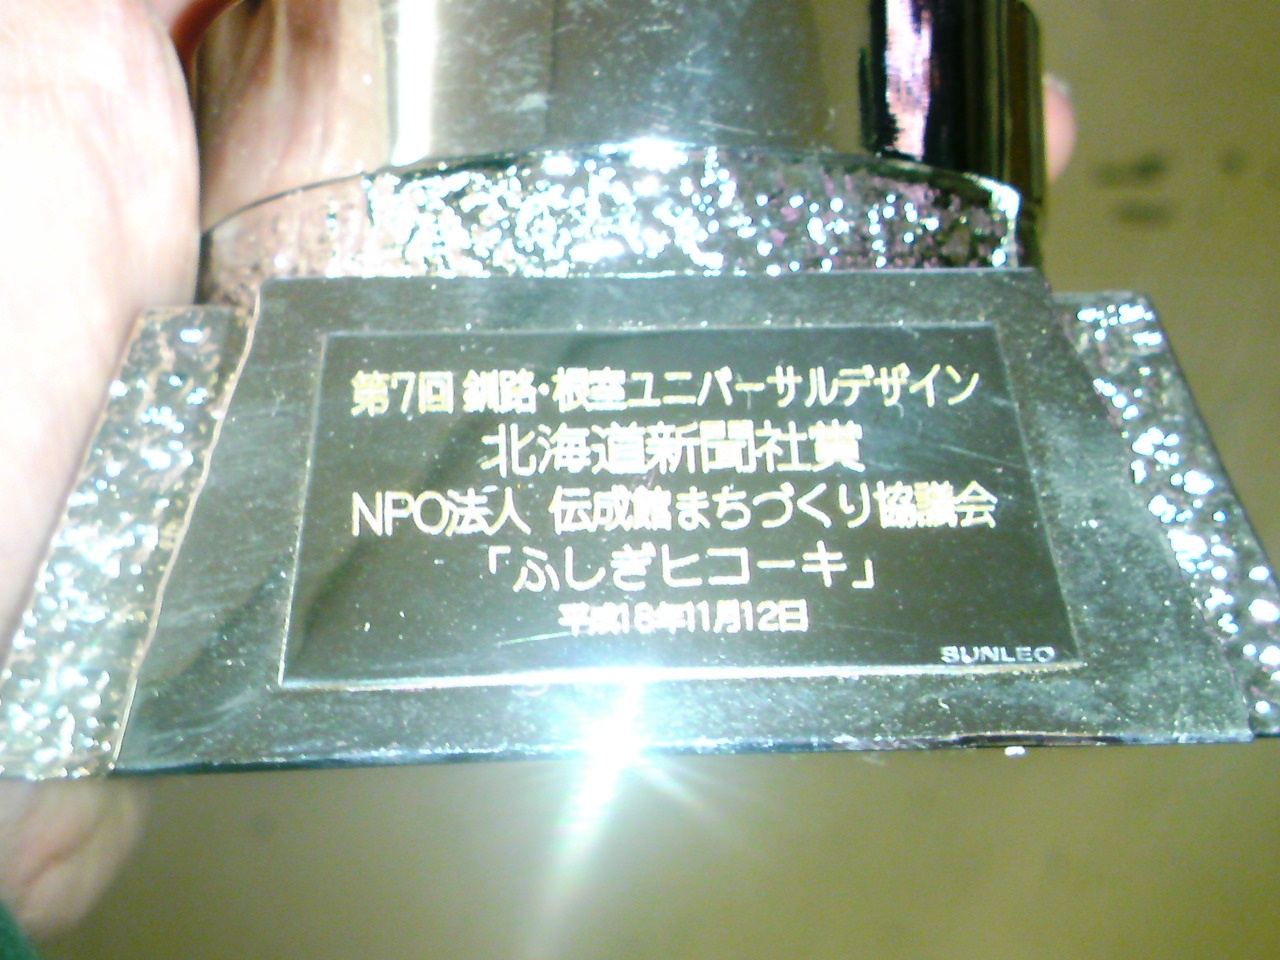 第7回 釧路・根室ユニバーサルデザイン
北海道新聞社賞
NPO法人 伝成館まちづくり協議会
「ふしぎヒコーキ」
平成18年11月12日
SUNLEO